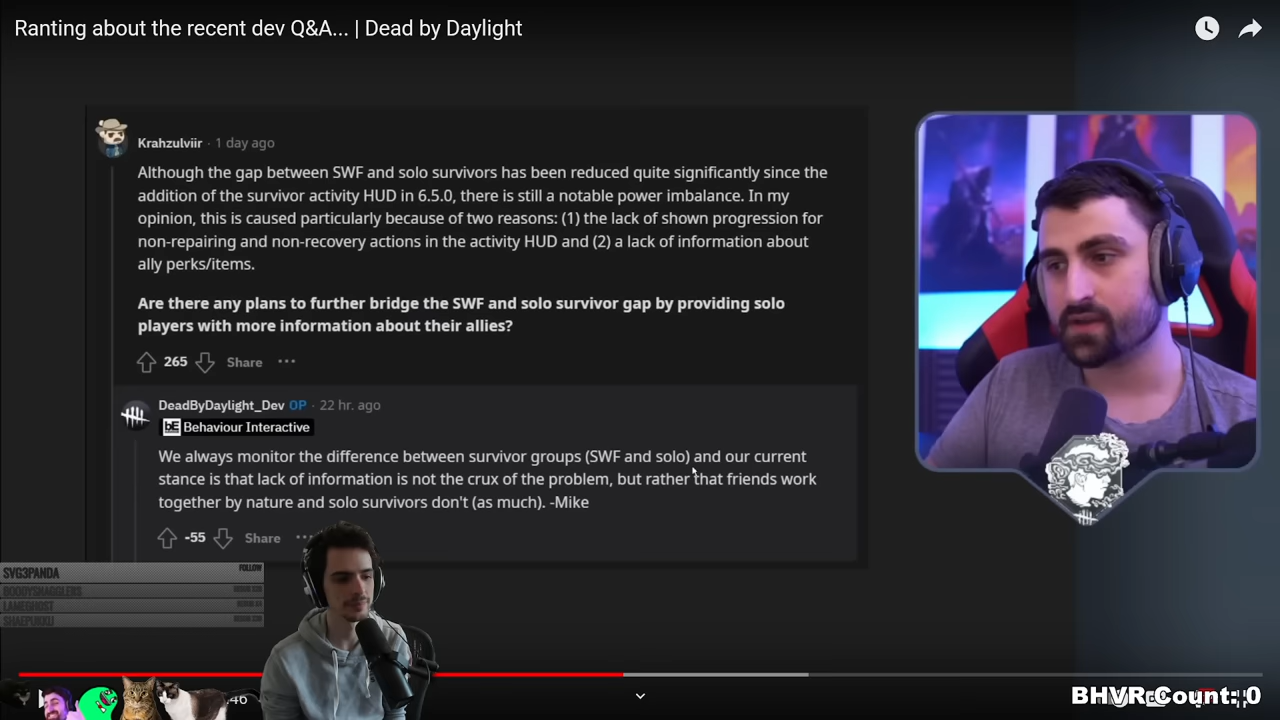 Ranting about the recent dev Q&A... | Dead by Daylight
Krahzulviir · 1 day ago
Although the gap between SWF and solo survivors has been reduced quite significantly since the
addition of the survivor activity HUD in 6.5.0, there is still a notable power imbalance. In my
opinion, this is caused particularly because of two reasons: (1) the lack of shown progression for
non-repairing and non-recovery actions in the activity HUD and (2) a lack of information about
ally perks/items.
Are there any plans to further bridge the SWF and solo survivor gap by providing solo
players with more information about their allies?
265 Share ···
DeadByDaylight_Dev OP · 22 hr. ago
bE Behaviour Interactive
We always monitor the difference between survivor groups (SWF and solo) and our current
stance is that lack of information is not the crux of the problem, but rather that friends work
together by nature and solo survivors don't (as much). -Mike
-55 Share
SVG3PANDA FOLLOW
LAMEGHOST
SHAEPUKKU
:46
BHVR Count: 0